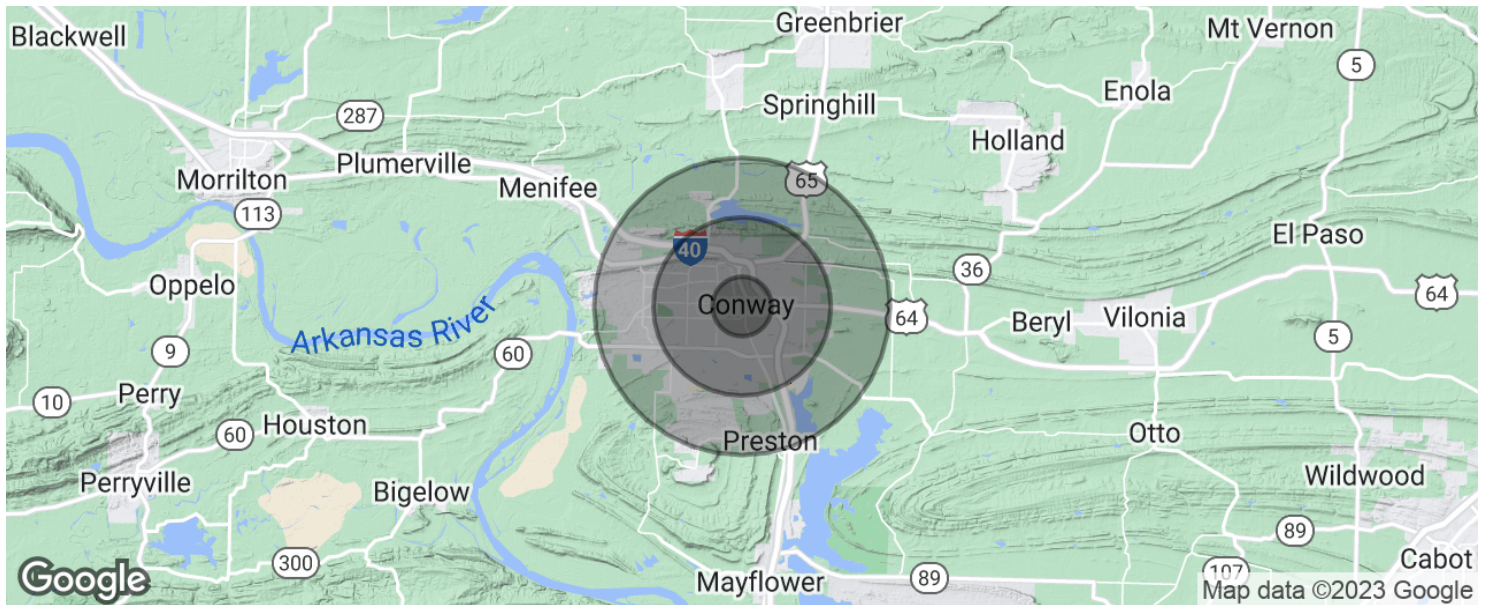 Blackwell
Greenbrier
Mt Vernon
5
Enola
287
Springhill
Holland
Plumerville
Morrilton
Menifee
65
113
El Paso
40
36
Oppelo
64
Conway
64
Beryl
Vilonia
Arkansas River
5
9
60
Perry
10
Houston
60
Preston
Otto
Perryville
Bigelow
Wildwood
89
300
Google
Mayflower
89
107
Cabot
Map data ©2023 Google